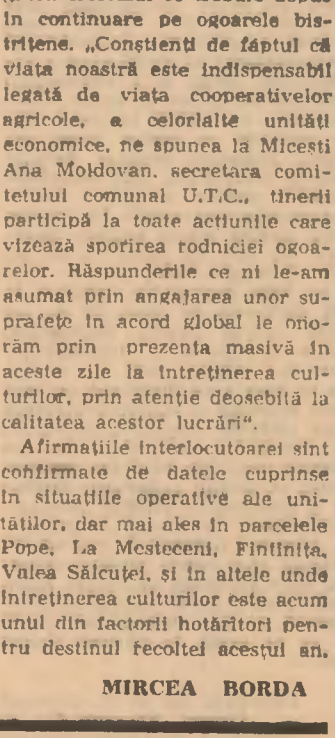 în continuare pe ogoarele bis-
trițene. „Conștienți de faptul că
viața noastră este indispensabil
legată de viața cooperativelor
agricole, a celorlalte unități
economice, ne spunea la Micești
Ana Moldovan, secretara comi-
tetului comunal U.T.C., tinerii
participă la toate acțiunile care
vizează sporirea rodniciei ogoa-
relor. Răspunderile ce ni le-am
asumat prin angajarea unor su-
prafețe în acord global le ono-
răm prin prezența masivă în
aceste zile la întreținerea cul-
turilor, prin atenție deosebită la
calitatea acestor lucrări“.
Afirmațiile interlocutoarei sînt
confirmate de datele cuprinse
în situațiile operative ale uni-
tăților, dar mai ales în parcelele
Pope, La Mesteceni, Fîntînița,
Valea Sălcuței, și în altele unde
întreținerea culturilor este acum
unul din factorii hotărîtori pen-
tru destinul recoltei acestui an.
MIRCEA BORDA